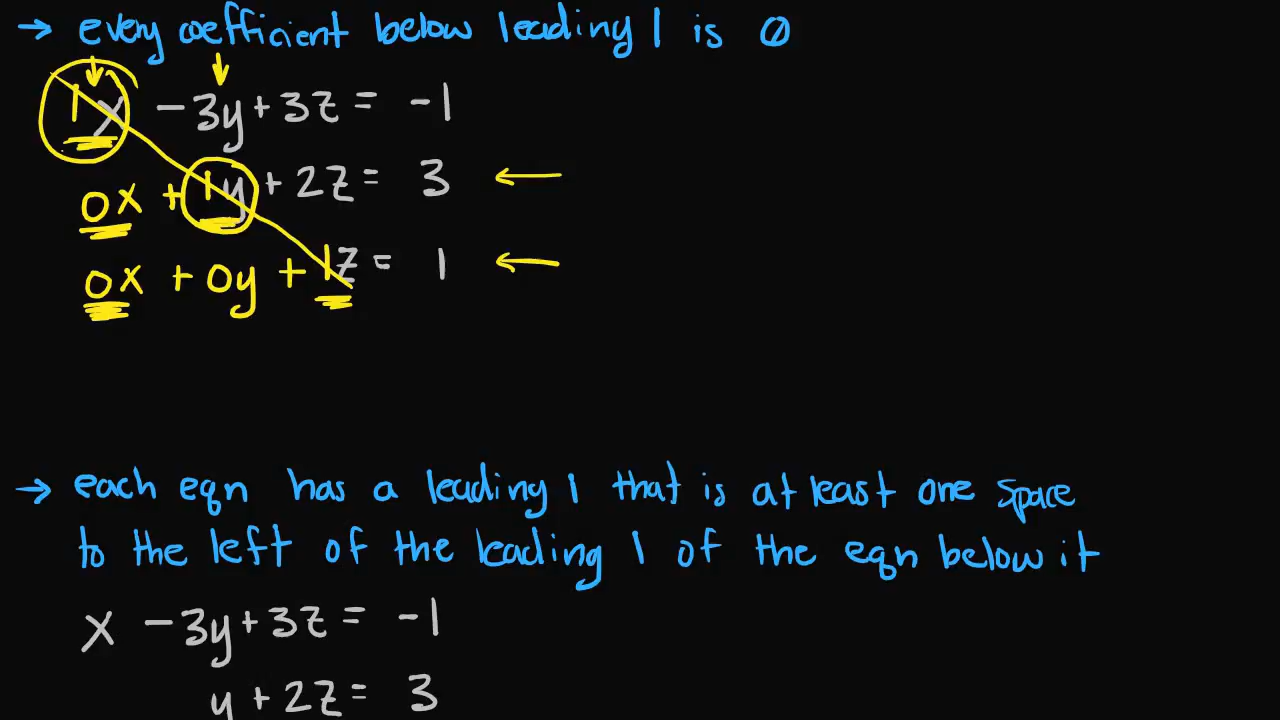 → every coefficient below leading 1 is 0
1x - 3y + 3z = -1
0x + 1y + 2z = 3 ←
0x + 0y + 1z = 1 ←
→ each eqn has a leading 1 that is at least one space
to the left of the leading 1 of the eqn below it
x - 3y + 3z = -1
y + 2z = 3